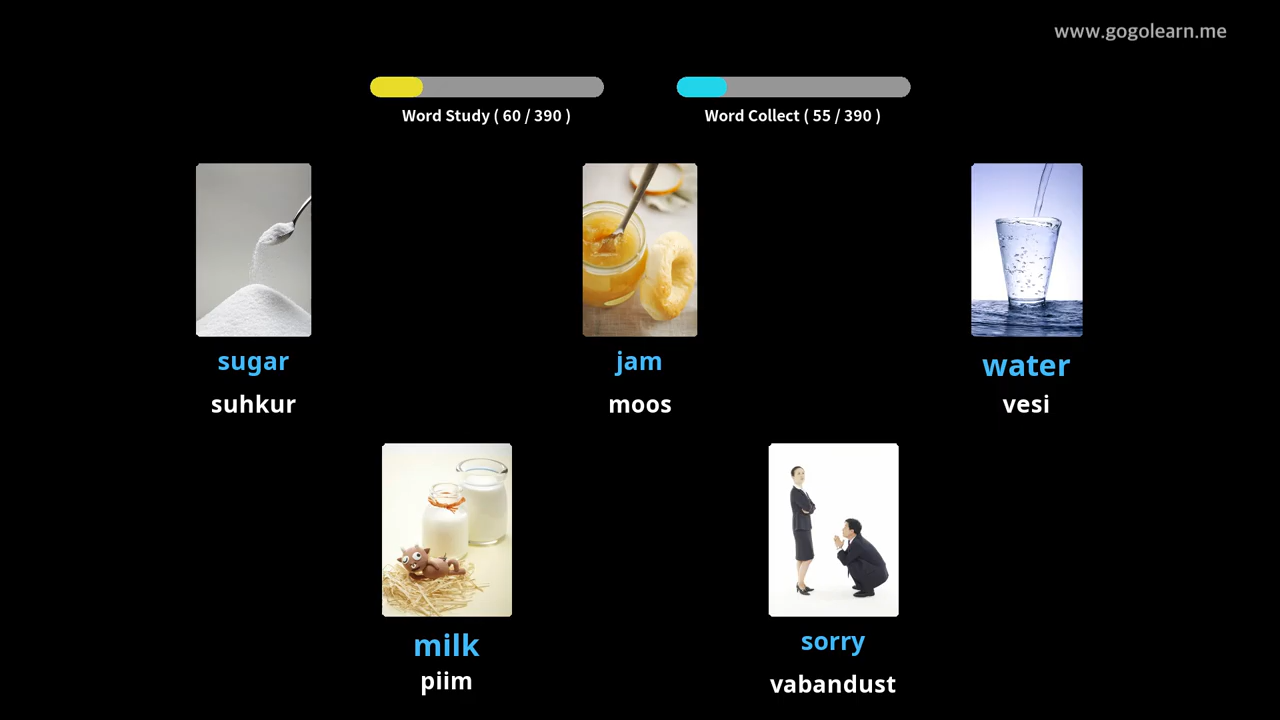 www.gogolearn.me
Word Study ( 60 / 390 )
Word Collect ( 55 / 390 )
sugar
suhkur
jam
moos
water
vesi
milk
piim
sorry
vabandust